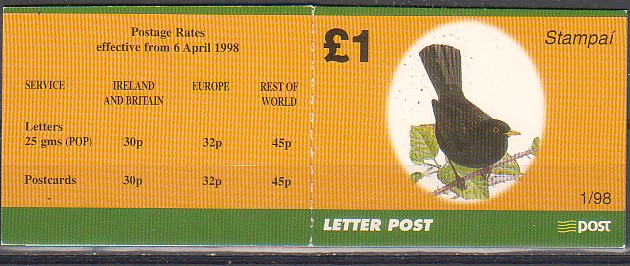 Postage Rates
effective from 6 April 1998
SERVICE IRELAND AND BRITAIN EUROPE REST OF WORLD
Letters
25 gms (POP) 30p 32p 45p
Postcards 30p 32p 45p
£1
Stampaí
1/98
LETTER POST
post